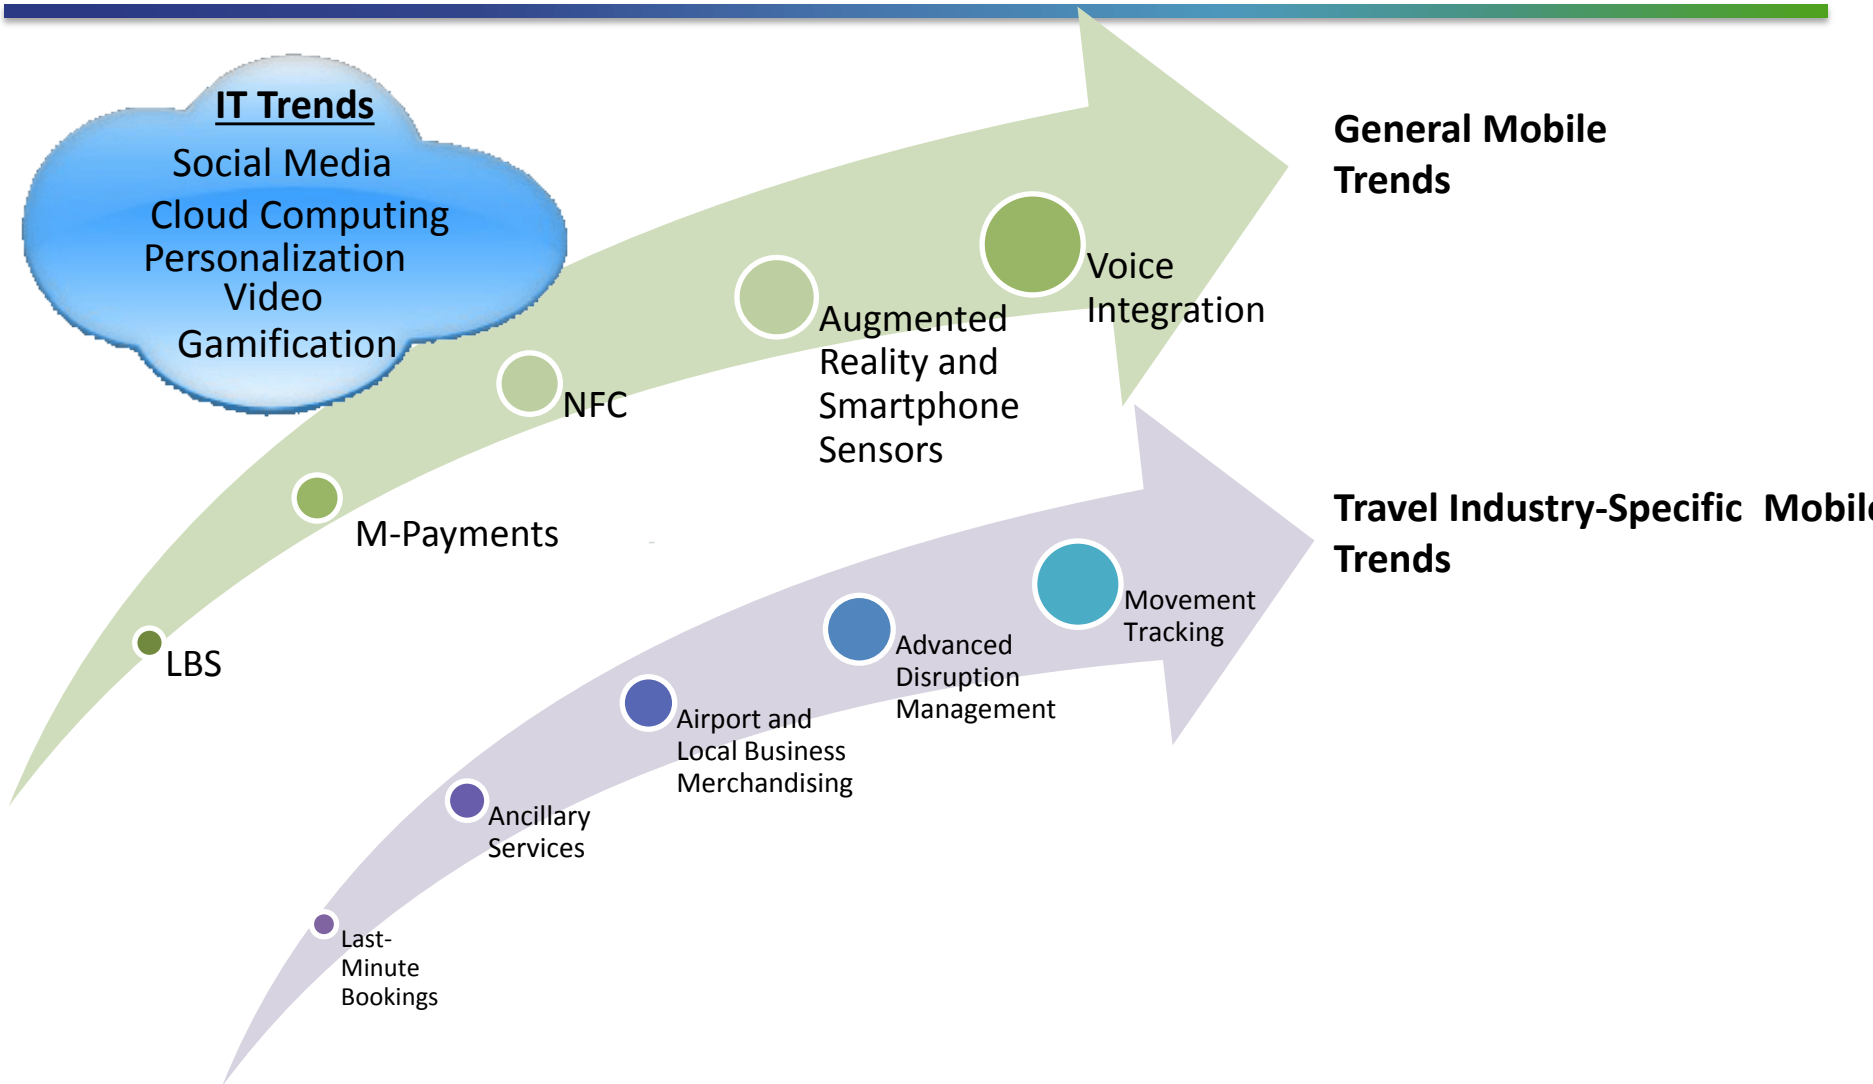 IT Trends
Social Media
Cloud Computing
Personalization
Video
Gamification
General Mobile
Trends
Voice
Integration
Augmented
Reality and
Smartphone
Sensors
NFC
M-Payments
LBS
Travel Industry-Specific Mobile
Trends
Movement
Tracking
Advanced
Disruption
Management
Airport and
Local Business
Merchandising
Ancillary
Services
Last-
Minute
Bookings